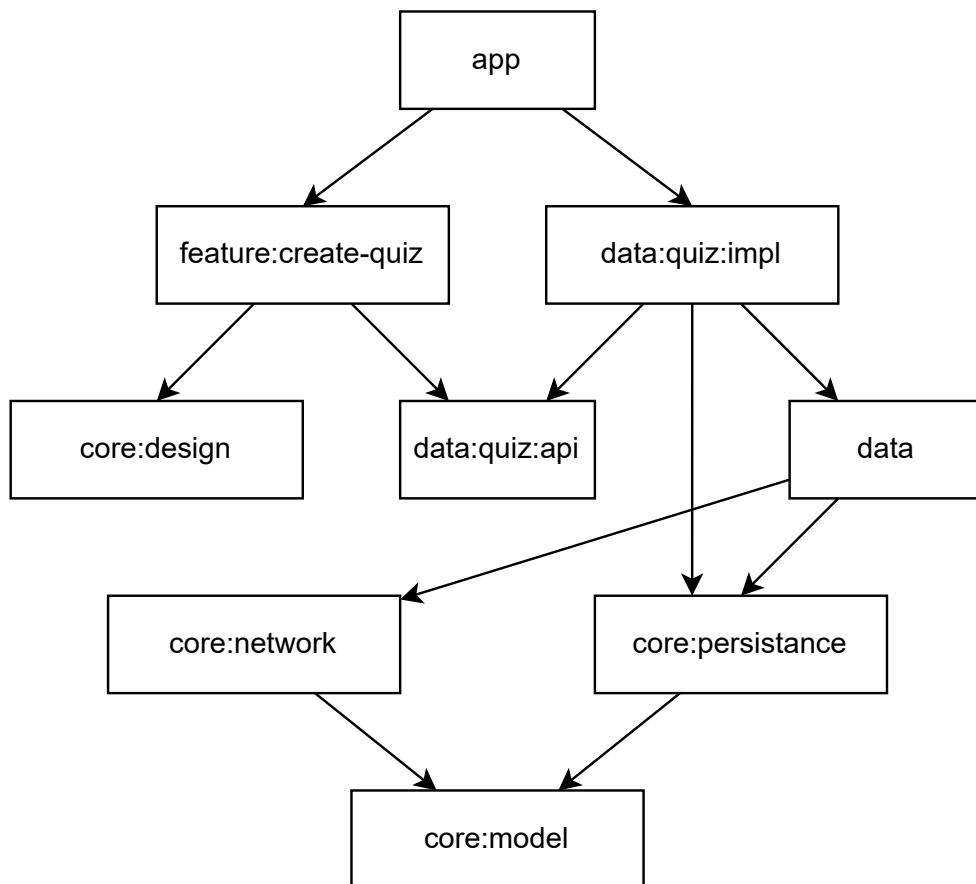 app
feature:create-quiz
data:quiz:impl
core:design
data:quiz:api
data
core:network
core:persistance
core:model